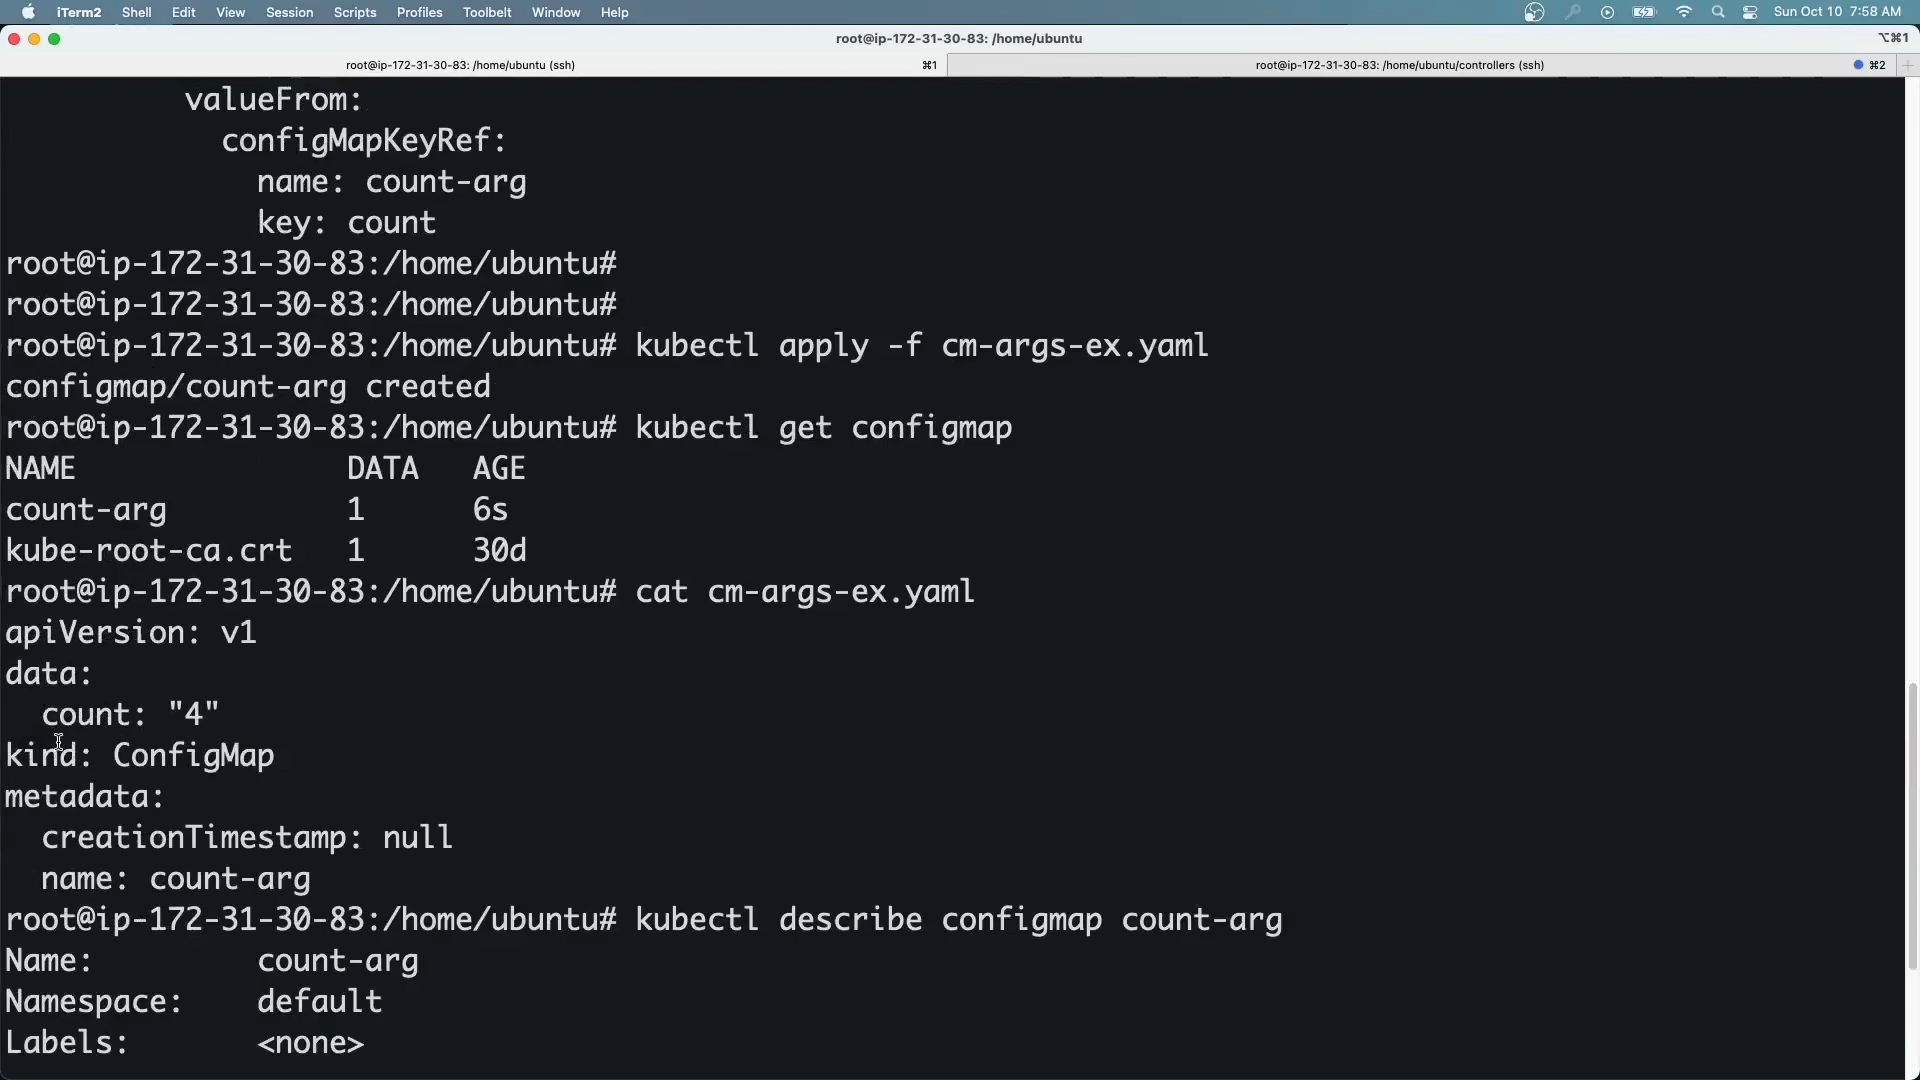 iTerm2 Shell Edit View Session Scripts Profiles Toolbelt Window Help Sun Oct 10 7:58 AM
root@ip-172-31-30-83: /home/ubuntu ⌥⌘1
root@ip-172-31-30-83: /home/ubuntu (ssh) ⌘1 root@ip-172-31-30-83: /home/ubuntu/controllers (ssh) ⌘2 +
valueFrom:
configMapKeyRef:
name: count-arg
key: count
root@ip-172-31-30-83:/home/ubuntu#
root@ip-172-31-30-83:/home/ubuntu#
root@ip-172-31-30-83:/home/ubuntu# kubectl apply -f cm-args-ex.yaml
configmap/count-arg created
root@ip-172-31-30-83:/home/ubuntu# kubectl get configmap
NAME DATA AGE
count-arg 1 6s
kube-root-ca.crt 1 30d
root@ip-172-31-30-83:/home/ubuntu# cat cm-args-ex.yaml
apiVersion: v1
data:
count: "4"
kind: ConfigMap
metadata:
creationTimestamp: null
name: count-arg
root@ip-172-31-30-83:/home/ubuntu# kubectl describe configmap count-arg
Name: count-arg
Namespace: default
Labels: <none>